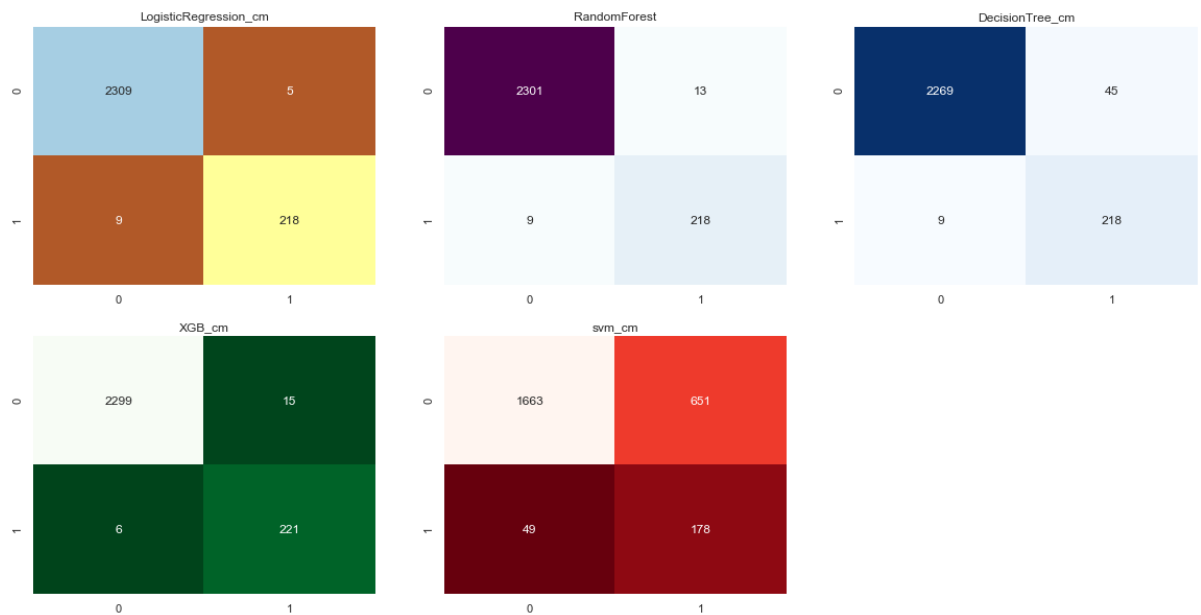 LogisticRegression_cm
0 2309 5
1 9 218
0 1
RandomForest
0 2301 13
1 9 218
0 1
DecisionTree_cm
0 2269 45
1 9 218
0 1
XGB_cm
0 2299 15
1 6 221
0 1
svm_cm
0 1663 651
1 49 178
0 1